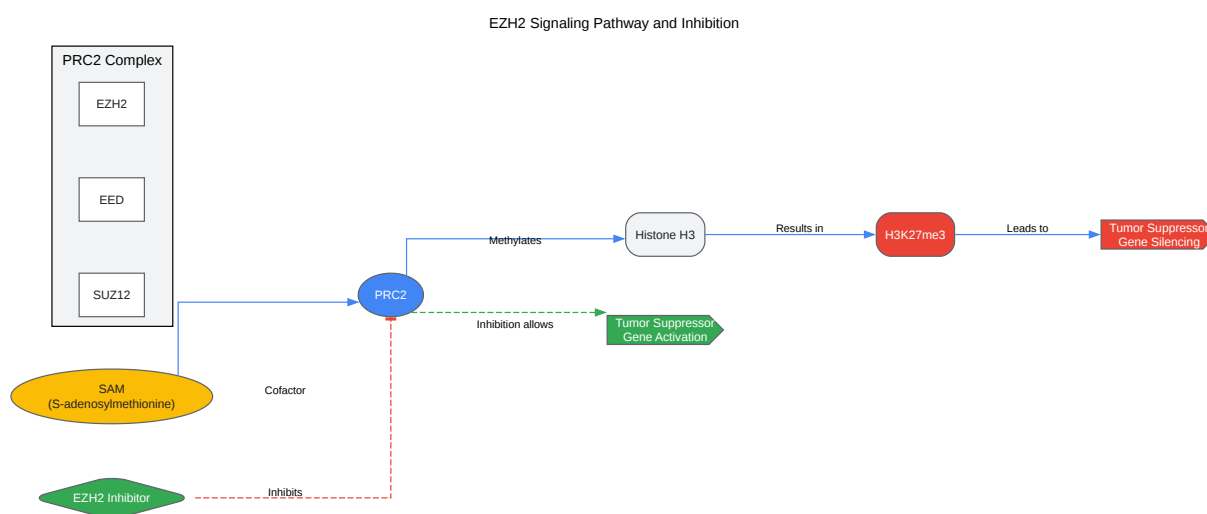 EZH2 Signaling Pathway and Inhibition
PRC2 Complex
EZH2
EED
SUZ12
SAM
(S-adenosylmethionine)
Cofactor
EZH2 Inhibitor
Inhibits
PRC2
Methylates
Histone H3
Results in
H3K27me3
Leads to
Tumor Suppressor
Gene Silencing
Inhibition allows
Tumor Suppressor
Gene Activation